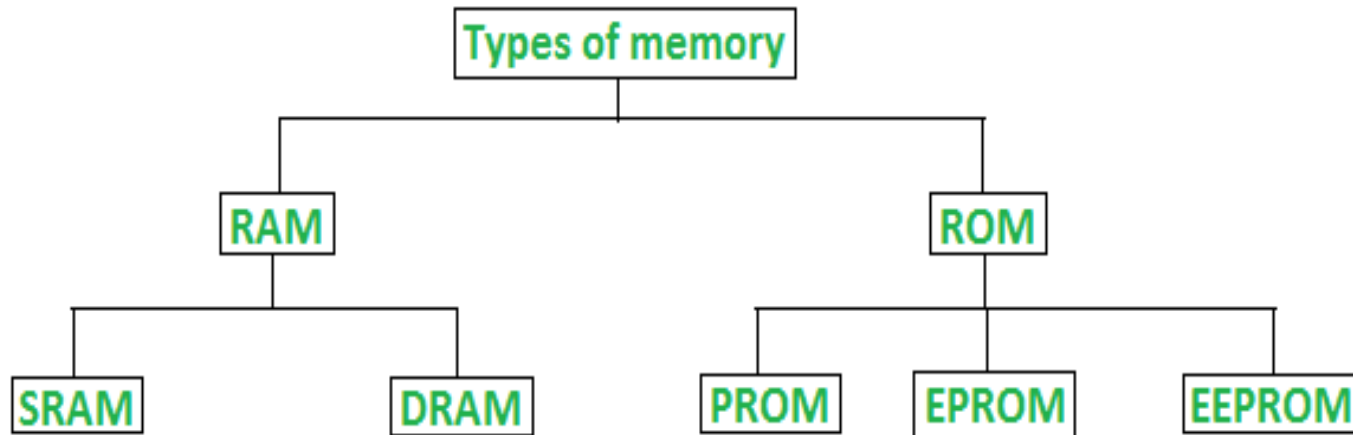 Types of memory
RAM
ROM
SRAM
DRAM
PROM
EPROM
EEPROM